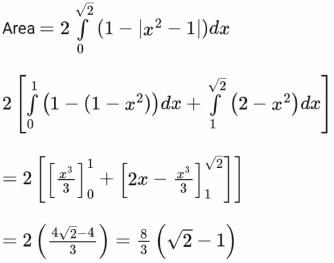 Area = 2 ∫₀^√2 (1 − |x² − 1|)dx
2 [ ∫₀¹ (1 − (1 − x²))dx + ∫₁^√2 (2 − x²)dx ]
= 2 [ [x³/3]₀¹ + [2x − x³/3]₁^√2 ]
= 2 ( (4√2−4)/3 ) = 8/3 (√2 − 1)